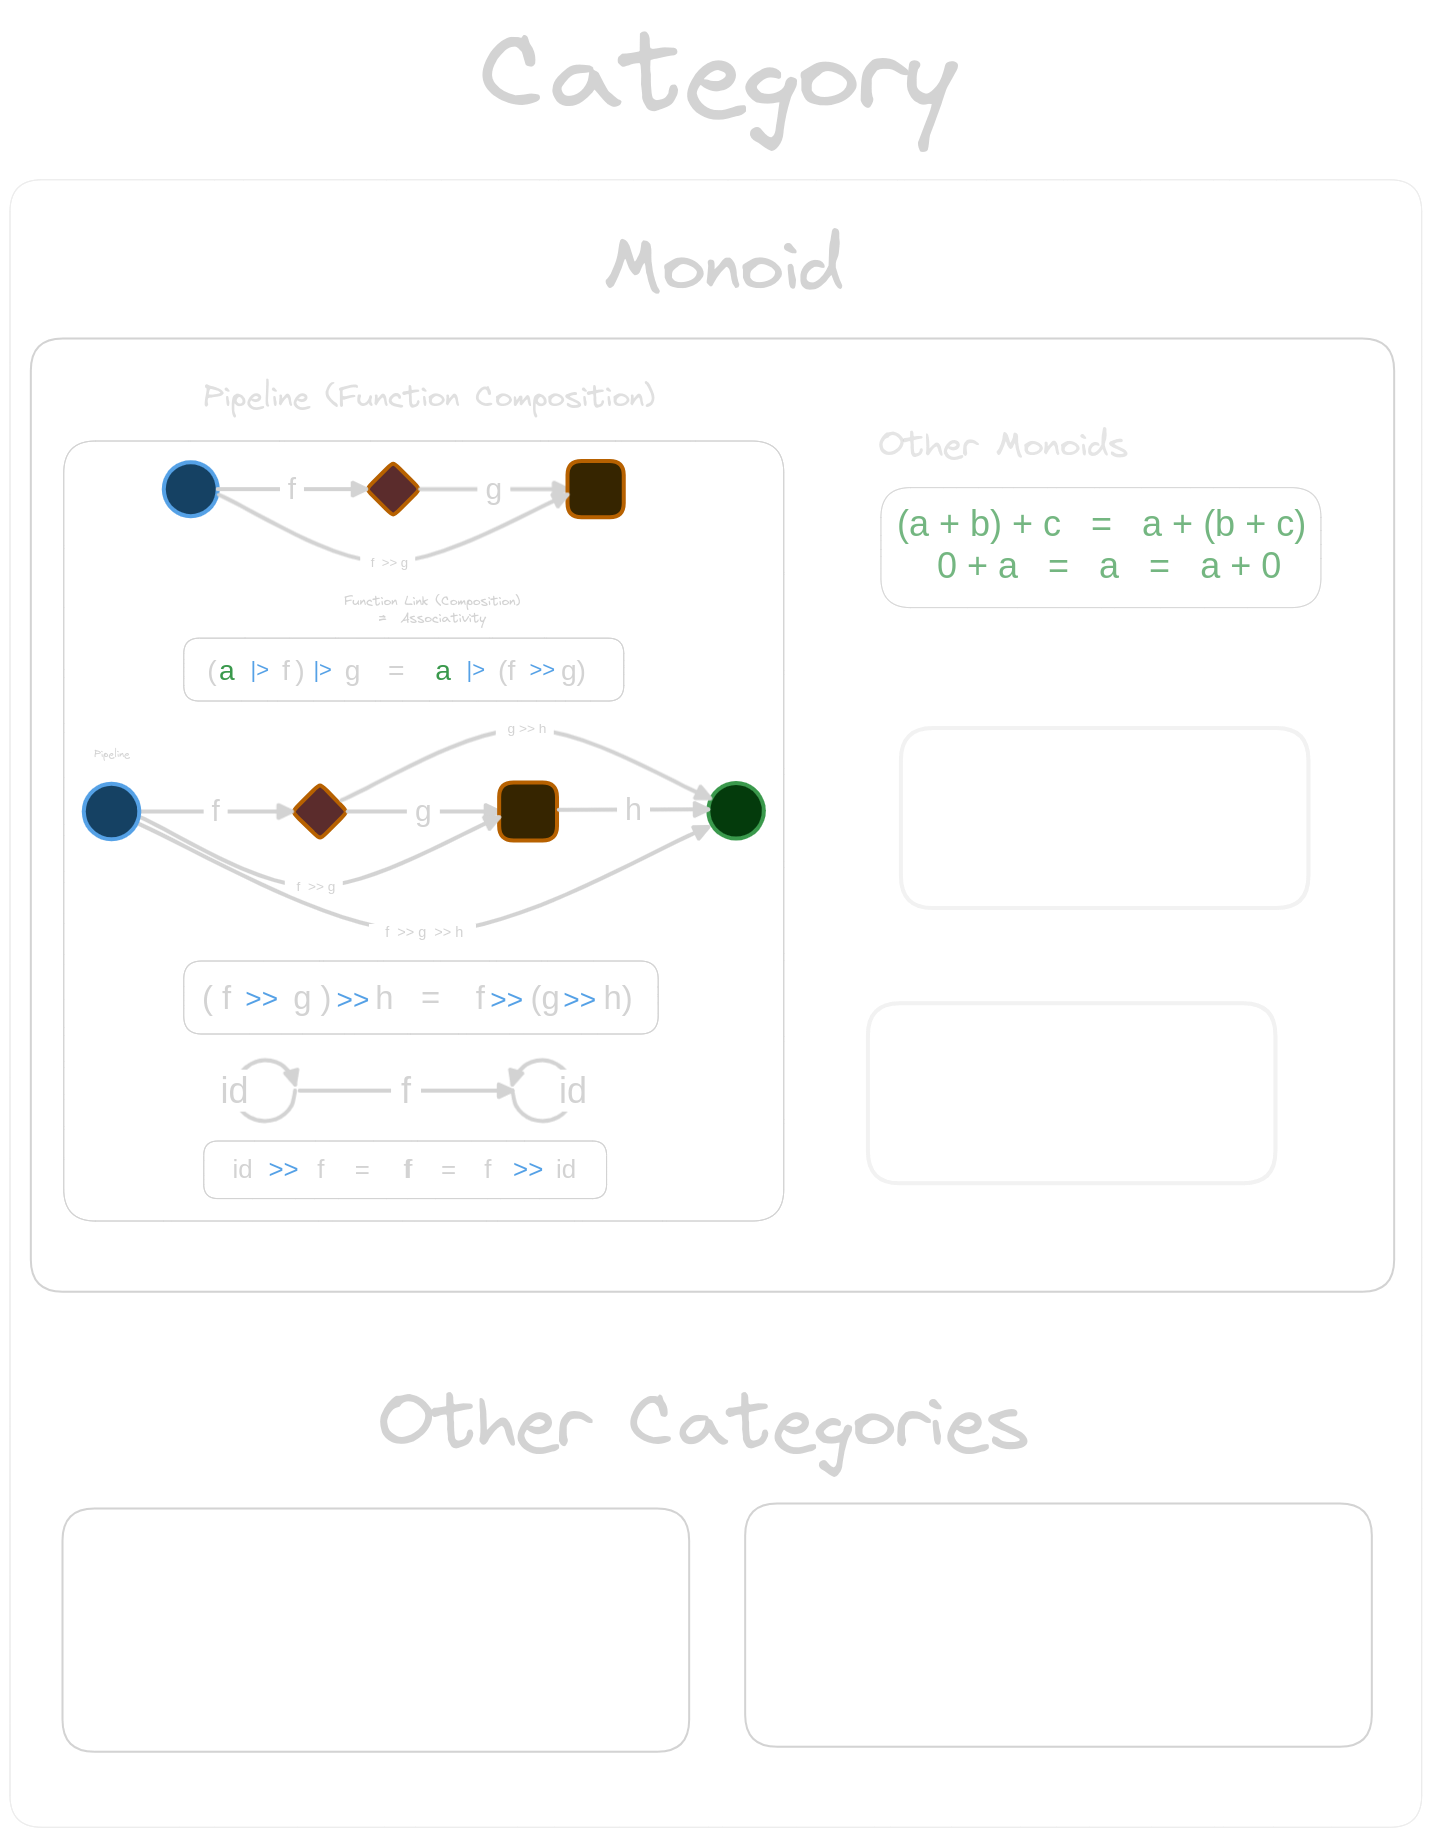 Category
Monoid
Pipeline (Function Composition)
f g
f >> g
Function Link (Composition)
= Associativity
(a |> f) |> g = a |> (f >> g)
g >> h
Pipeline
f g h
f >> g
f >> g >> h
( f >> g ) >> h = f >> (g >> h)
id f id
id >> f = f = f >> id
Other Monoids
(a + b) + c = a + (b + c)
0 + a = a = a + 0
Other Categories